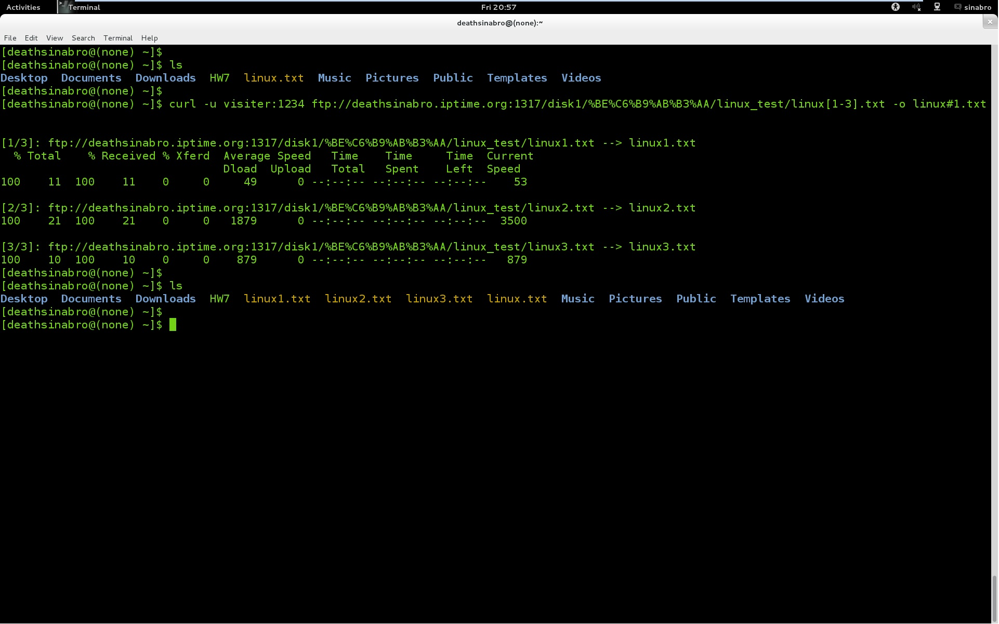 Activities Terminal Fri 20:57 sinabro
deathsinabro@(none):~
File Edit View Search Terminal Help
[deathsinabro@(none) ~]$
[deathsinabro@(none) ~]$ ls
Desktop Documents Downloads HW7 linux.txt Music Pictures Public Templates Videos
[deathsinabro@(none) ~]$
[deathsinabro@(none) ~]$ curl -u visiter:1234 ftp://deathsinabro.iptime.org:1317/disk1/%BE%C6%B9%AB%B3%AA/linux_test/linux[1-3].txt -o linux#1.txt
[1/3]: ftp://deathsinabro.iptime.org:1317/disk1/%BE%C6%B9%AB%B3%AA/linux_test/linux1.txt --> linux1.txt
% Total % Received % Xferd Average Speed Time Time Time Current
Dload Upload Total Spent Left Speed
100 11 100 11 0 0 49 0 --:--:-- --:--:-- --:--:-- 53
[2/3]: ftp://deathsinabro.iptime.org:1317/disk1/%BE%C6%B9%AB%B3%AA/linux_test/linux2.txt --> linux2.txt
100 21 100 21 0 0 1879 0 --:--:-- --:--:-- --:--:-- 3500
[3/3]: ftp://deathsinabro.iptime.org:1317/disk1/%BE%C6%B9%AB%B3%AA/linux_test/linux3.txt --> linux3.txt
100 10 100 10 0 0 879 0 --:--:-- --:--:-- --:--:-- 879
[deathsinabro@(none) ~]$
[deathsinabro@(none) ~]$ ls
Desktop Documents Downloads HW7 linux1.txt linux2.txt linux3.txt linux.txt Music Pictures Public Templates Videos
[deathsinabro@(none) ~]$
[deathsinabro@(none) ~]$